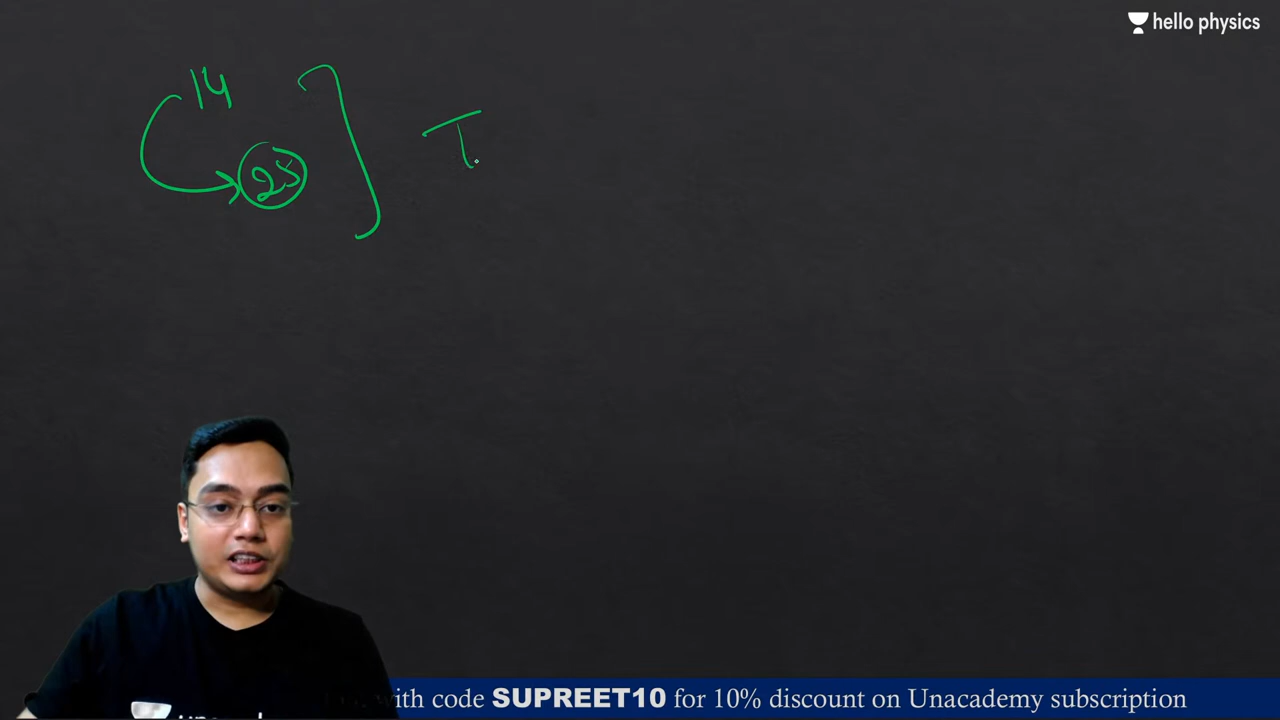 hello physics
14
25
T
with code SUPREET10 for 10% discount on Unacademy subscription